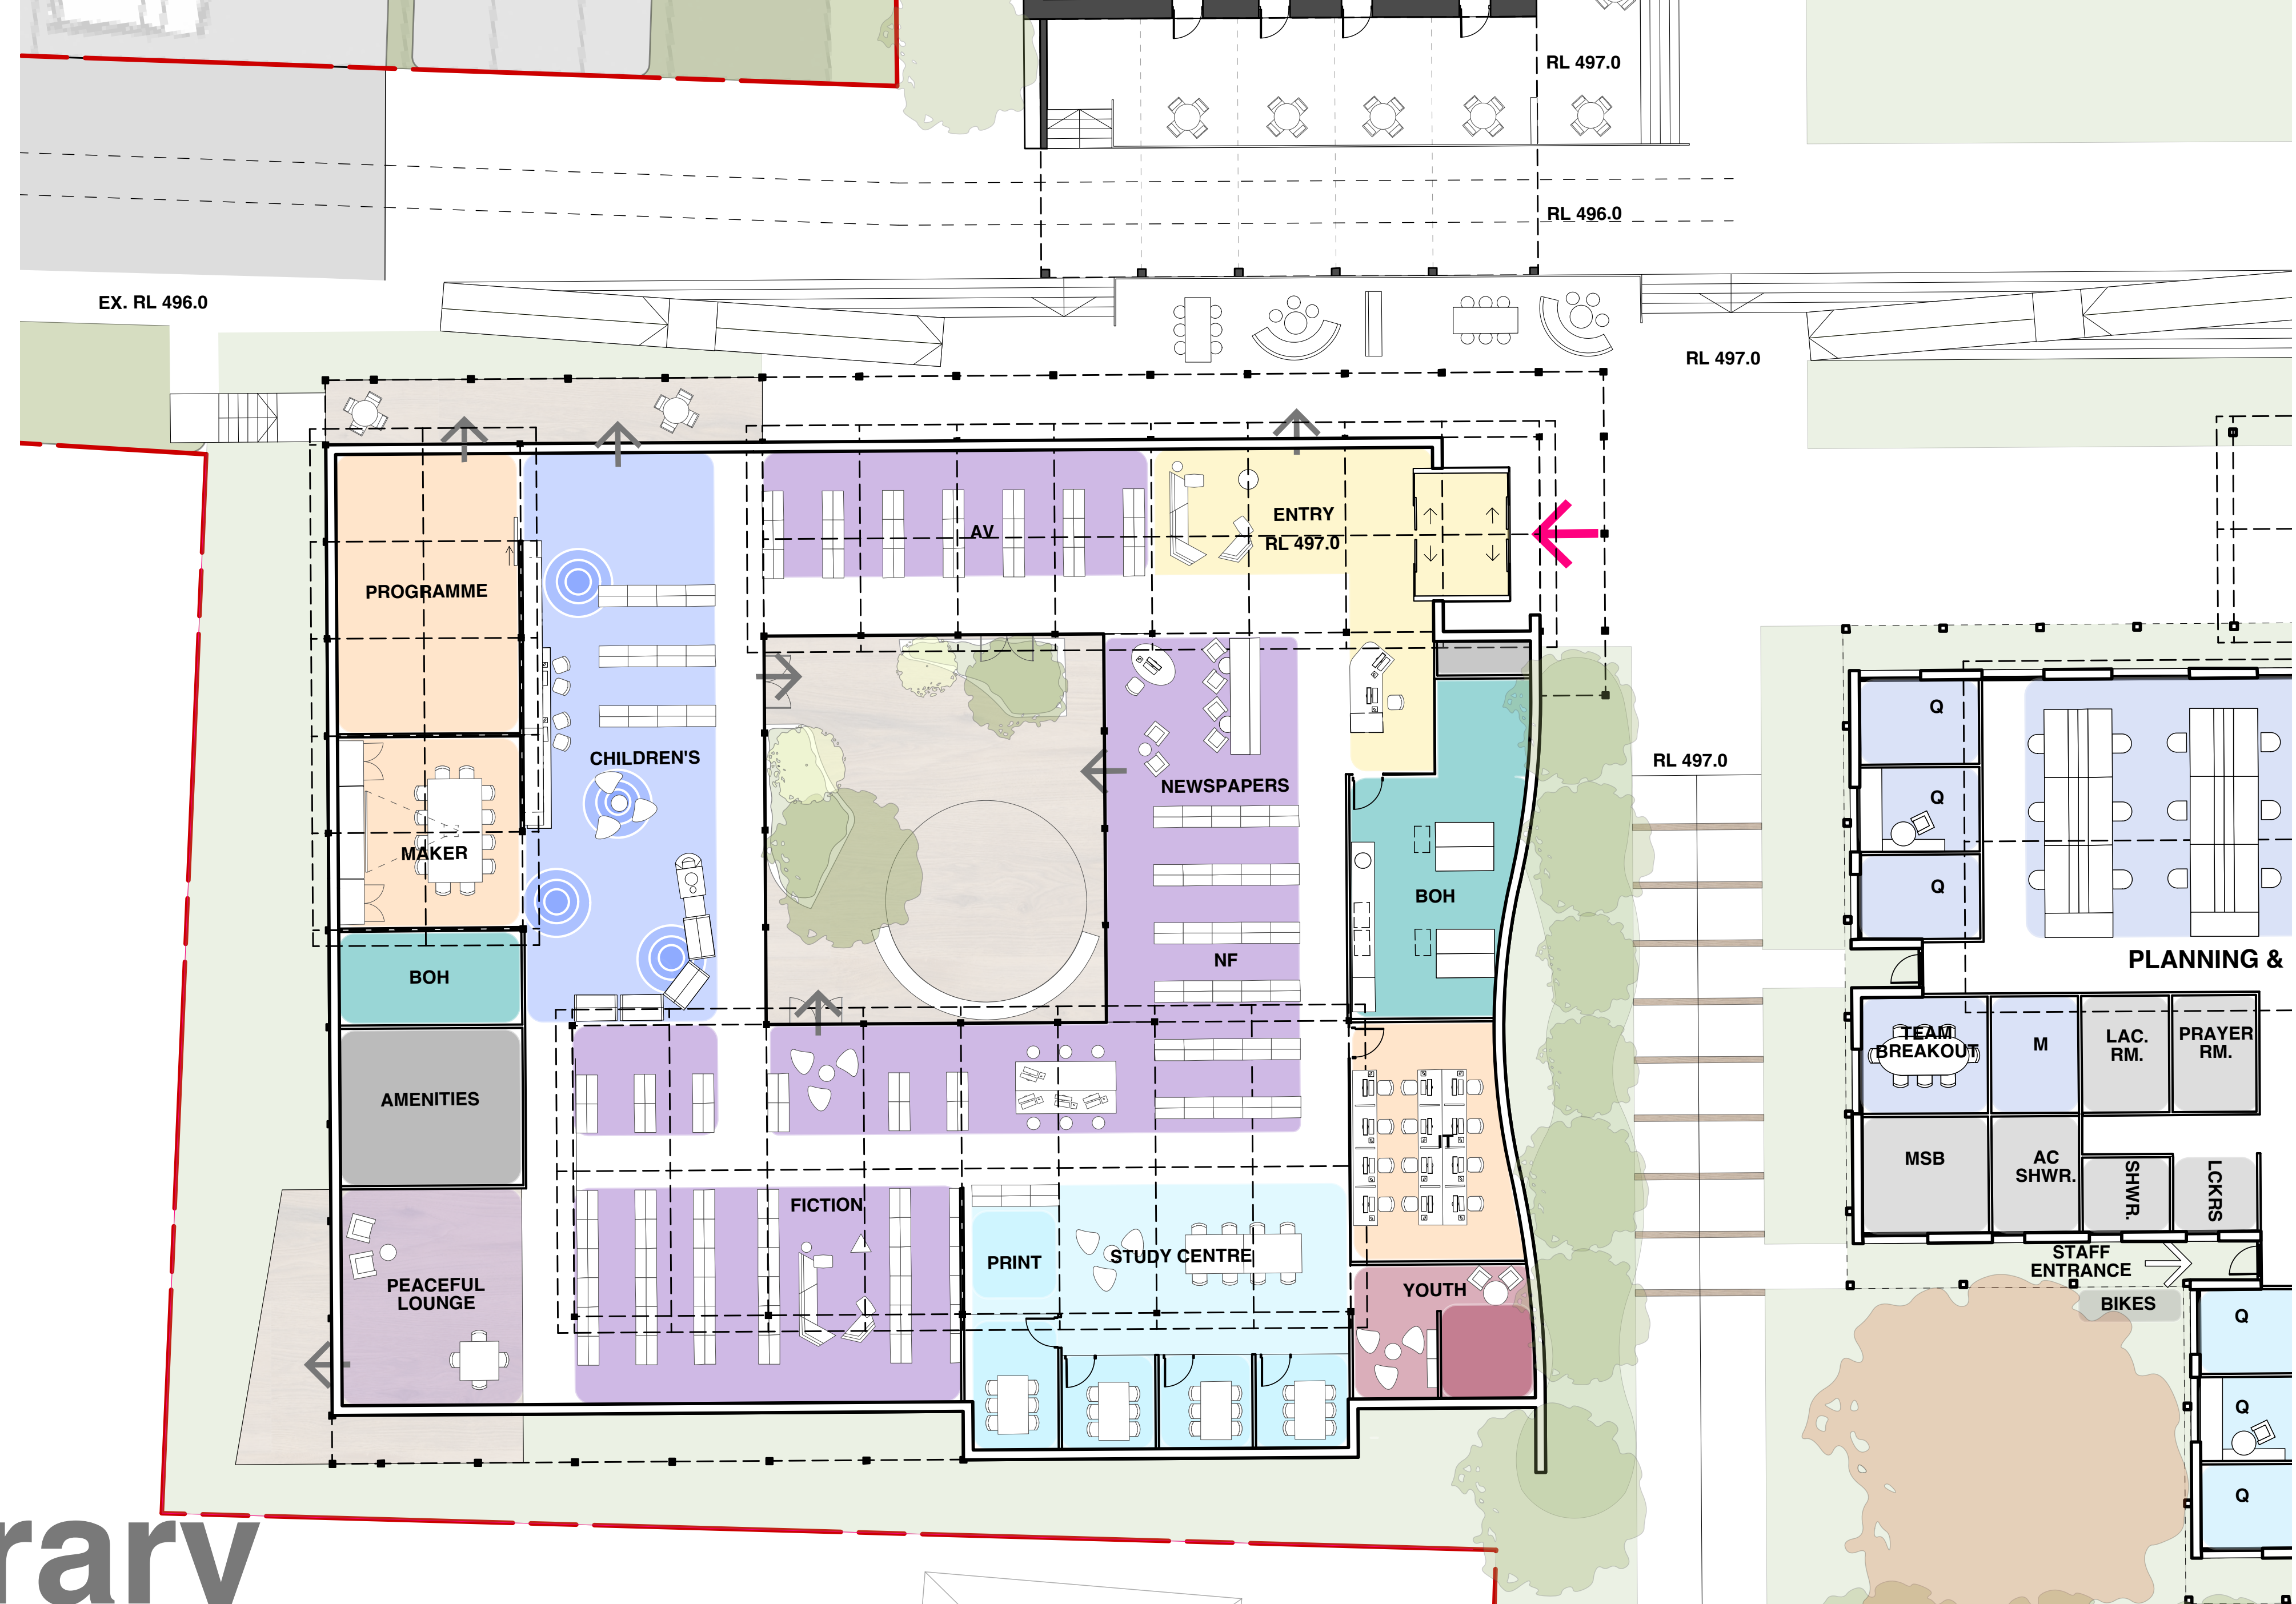 RL 497.0
RL 496.0
EX. RL 496.0
RL 497.0
ENTRY
RL 497.0
AV
PROGRAMME
CHILDREN'S
NEWSPAPERS
RL 497.0
MAKER
BOH
NF
BOH
AMENITIES
IT
FICTION
PRINT
STUDY CENTRE
PEACEFUL
LOUNGE
YOUTH
Q
Q
Q
PLANNING &
TEAM
BREAKOUT
M
LAC.
RM.
PRAYER
RM.
MSB
AC
SHWR.
SHWR.
LCKRS
STAFF
ENTRANCE
BIKES
Q
Q
Q
rary